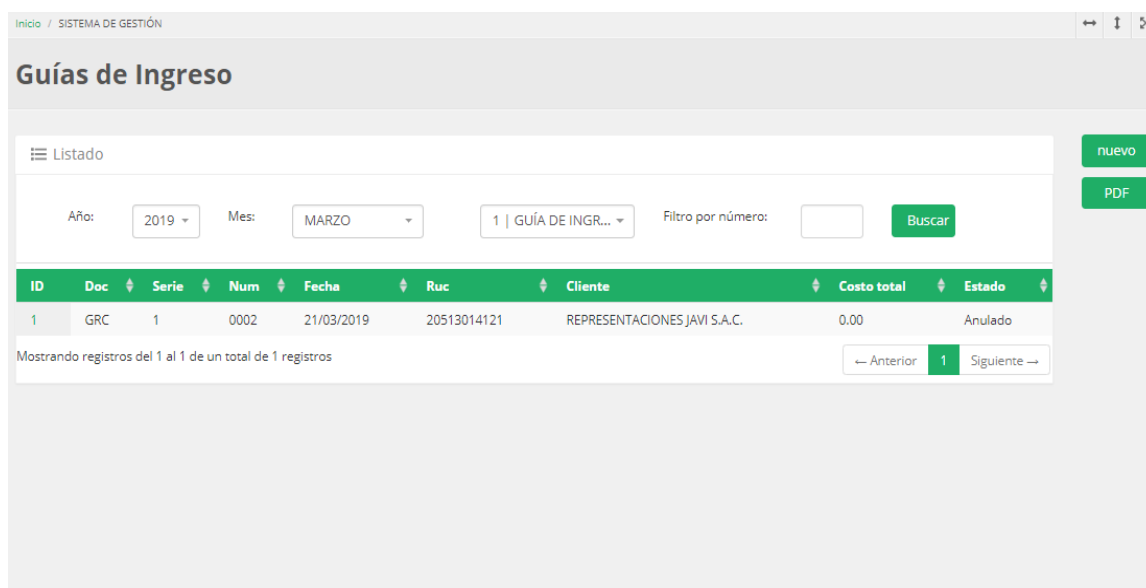 Inicio / SISTEMA DE GESTIÓN
Guías de Ingreso
Listado
nuevo
PDF
Año: 2019 Mes: MARZO 1 | GUÍA DE INGR... Filtro por número: Buscar
ID Doc Serie Num Fecha Ruc Cliente Costo total Estado
1 GRC 1 0002 21/03/2019 20513014121 REPRESENTACIONES JAVI S.A.C. 0.00 Anulado
Mostrando registros del 1 al 1 de un total de 1 registros
← Anterior 1 Siguiente →